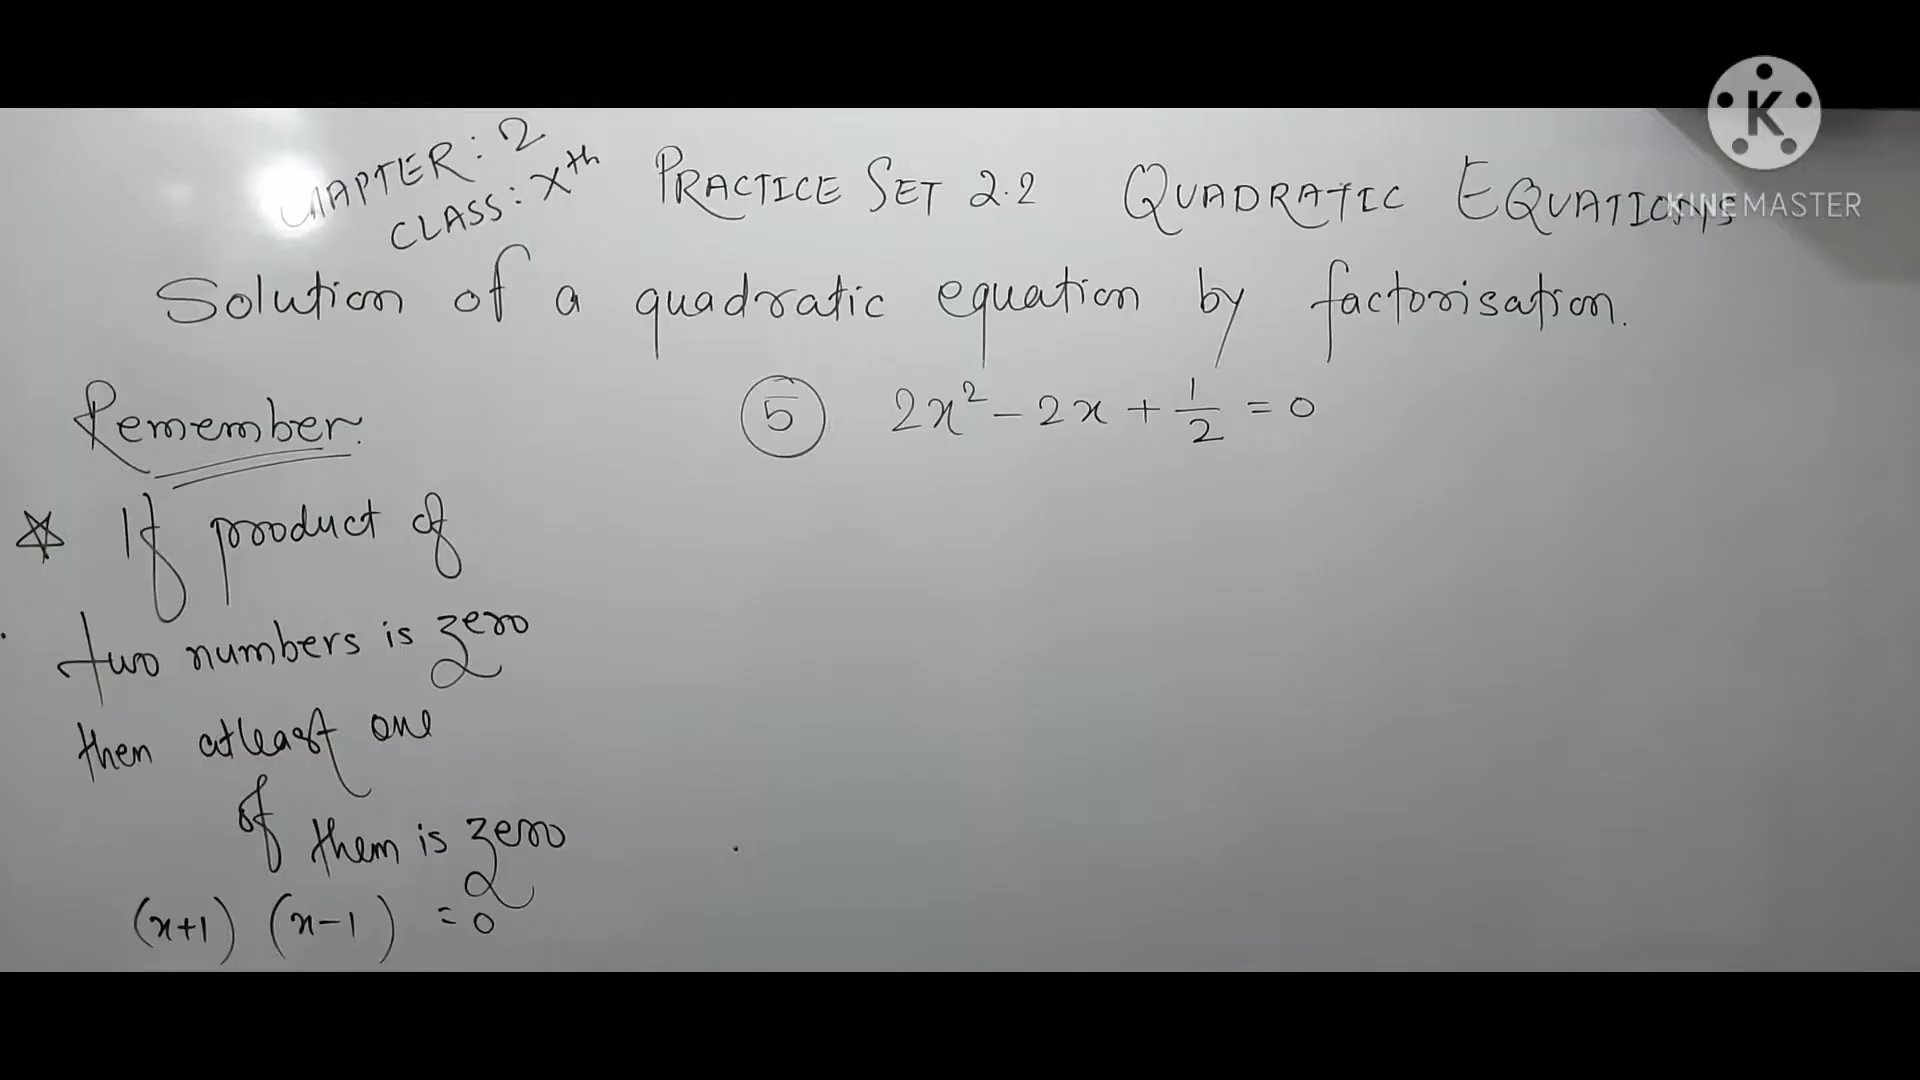 CHAPTER: 2
CLASS: Xth
PRACTICE SET 2.2 QUADRATIC EQUATIONS
K
KINEMASTER
Solution of a quadratic equation by factorisation.
Remember.
5 2x² - 2x + 1/2 = 0
☆ If product of
two numbers is zero
then atleast one
of them is zero
(x+1) (x-1) = 0